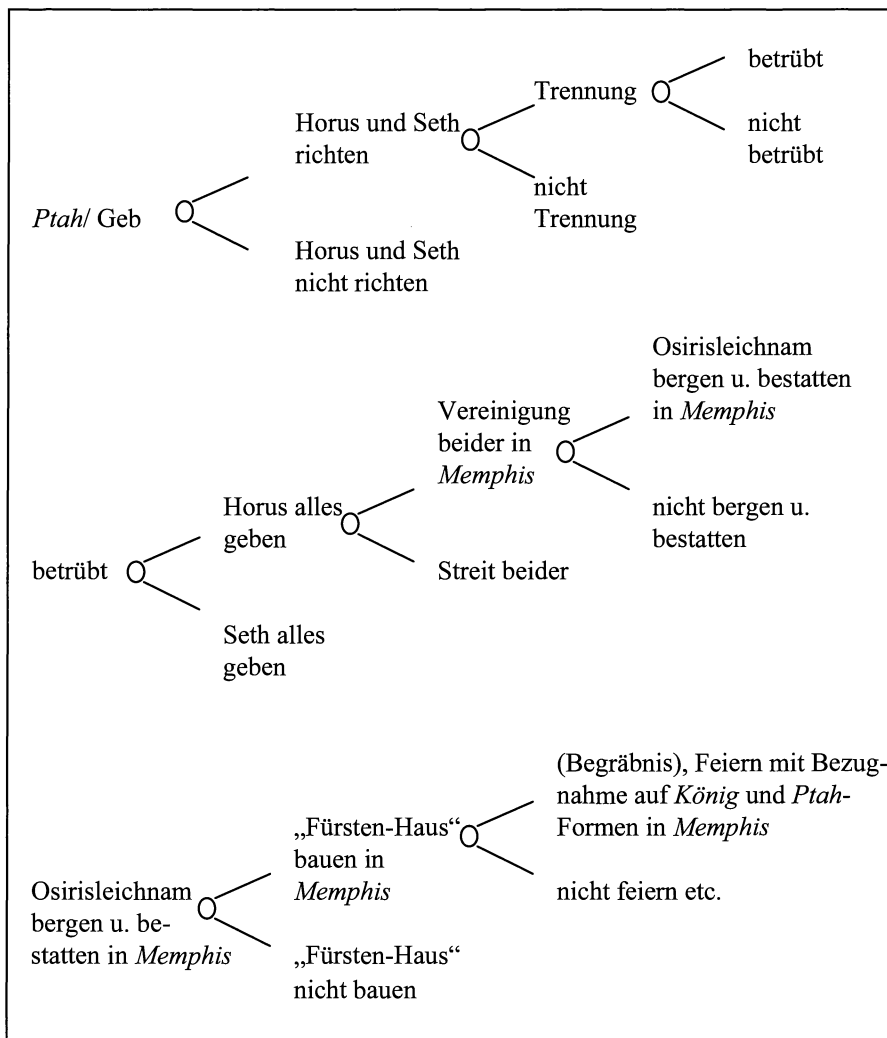 betrübt
Trennung
nicht
betrübt
Horus und Seth
richten
nicht
Trennung
Ptah/ Geb
Horus und Seth
nicht richten
Osirisleichnam
bergen u. bestatten
in Memphis
Vereinigung
beider in
Memphis
nicht bergen u.
bestatten
Horus alles
geben
Streit beider
betrübt
Seth alles
geben
(Begräbnis), Feiern mit Bezug-
nahme auf König und Ptah-
Formen in Memphis
„Fürsten-Haus“
bauen in
Memphis
nicht feiern etc.
Osirisleichnam
bergen u. be-
statten in Memphis
„Fürsten-Haus“
nicht bauen